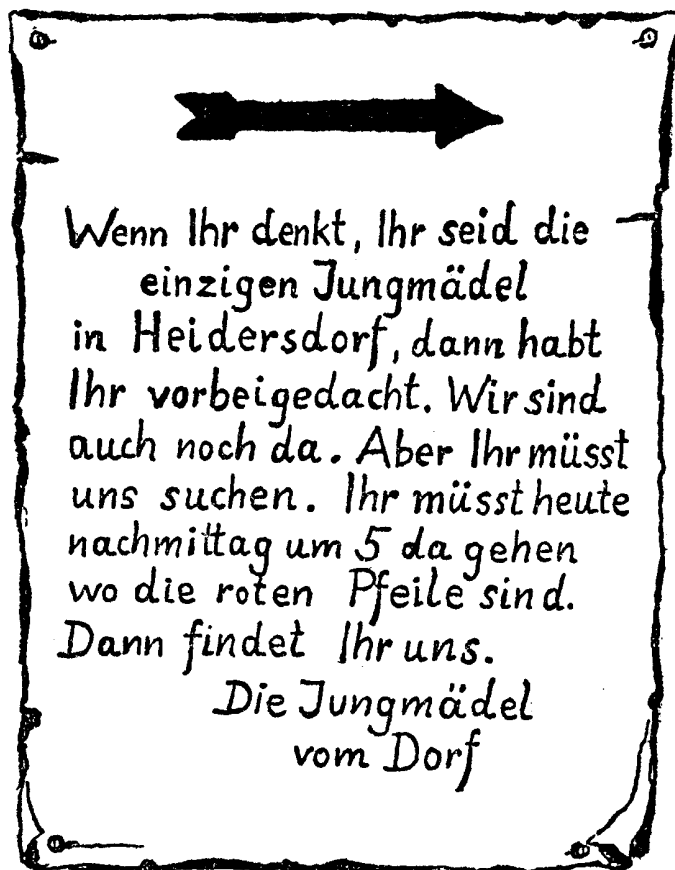 Wenn Ihr denkt, Ihr seid die
einzigen Jungmädel
in Heidersdorf, dann habt
Ihr vorbeigedacht. Wir sind
auch noch da. Aber Ihr müsst
uns suchen. Ihr müsst heute
nachmittag um 5 da gehen
wo die roten Pfeile sind.
Dann findet Ihr uns.
Die Jungmädel
vom Dorf